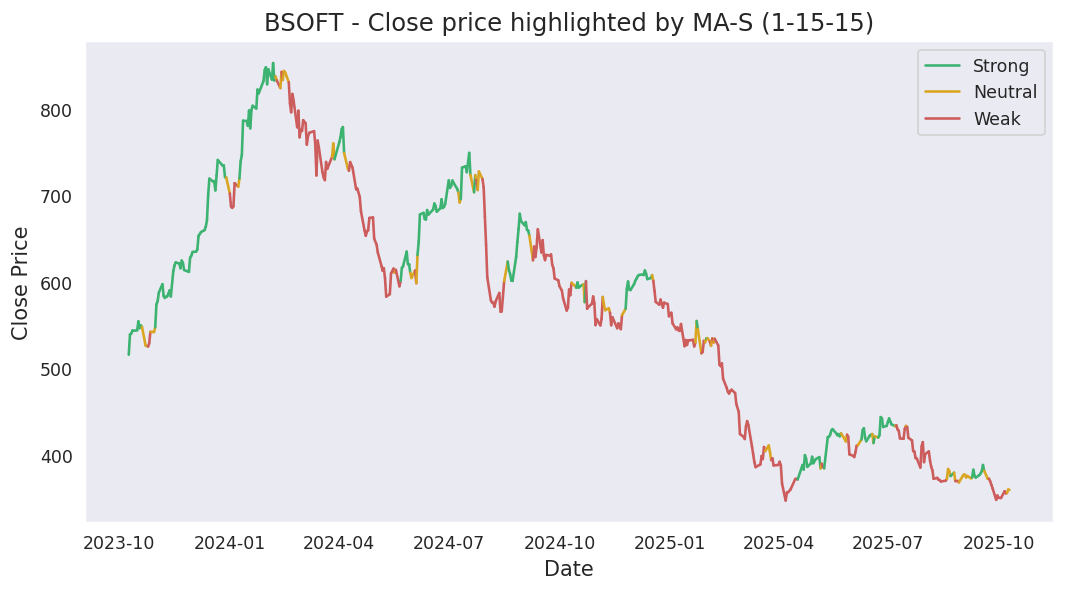 BSOFT - Close price highlighted by MA-S (1-15-15)
Strong
Neutral
Weak
Close Price
800
700
600
500
400
2023-10
2024-01
2024-04
2024-07
2024-10
2025-01
2025-04
2025-07
2025-10
Date